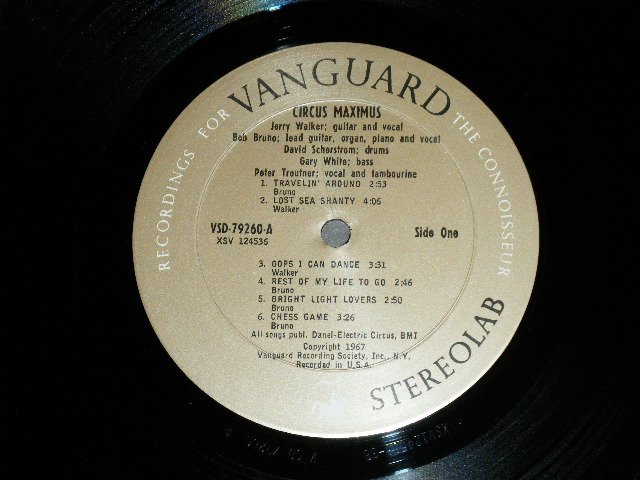 RECORDINGS FOR VANGUARD THE CONNOISSEUR
CIRCUS MAXIMUS
Jerry Walker; guitar and vocal
Bob Bruno; lead guitar, organ, piano and vocal
David Scherstrom; drums
Gary White; bass
Peter Troutner; vocal and tambourine
1. TRAVELIN' AROUND 2:53
Bruno
2. LOST SEA SHANTY 4:06
Walker
VSD-79260-A
XSV 124536
Side One
3. OOPS I CAN DANCE 3:31
Walker
4. REST OF MY LIFE TO GO 2:46
Bruno
5. BRIGHT LIGHT LOVERS 2:50
Bruno
6. CHESS GAME 3:26
Bruno
All songs publ. Danel-Electric Circus, BMI
Copyright 1967
Vanguard Recording Society, Inc., N.Y.
Recorded in U.S.A.
STEREOLAB